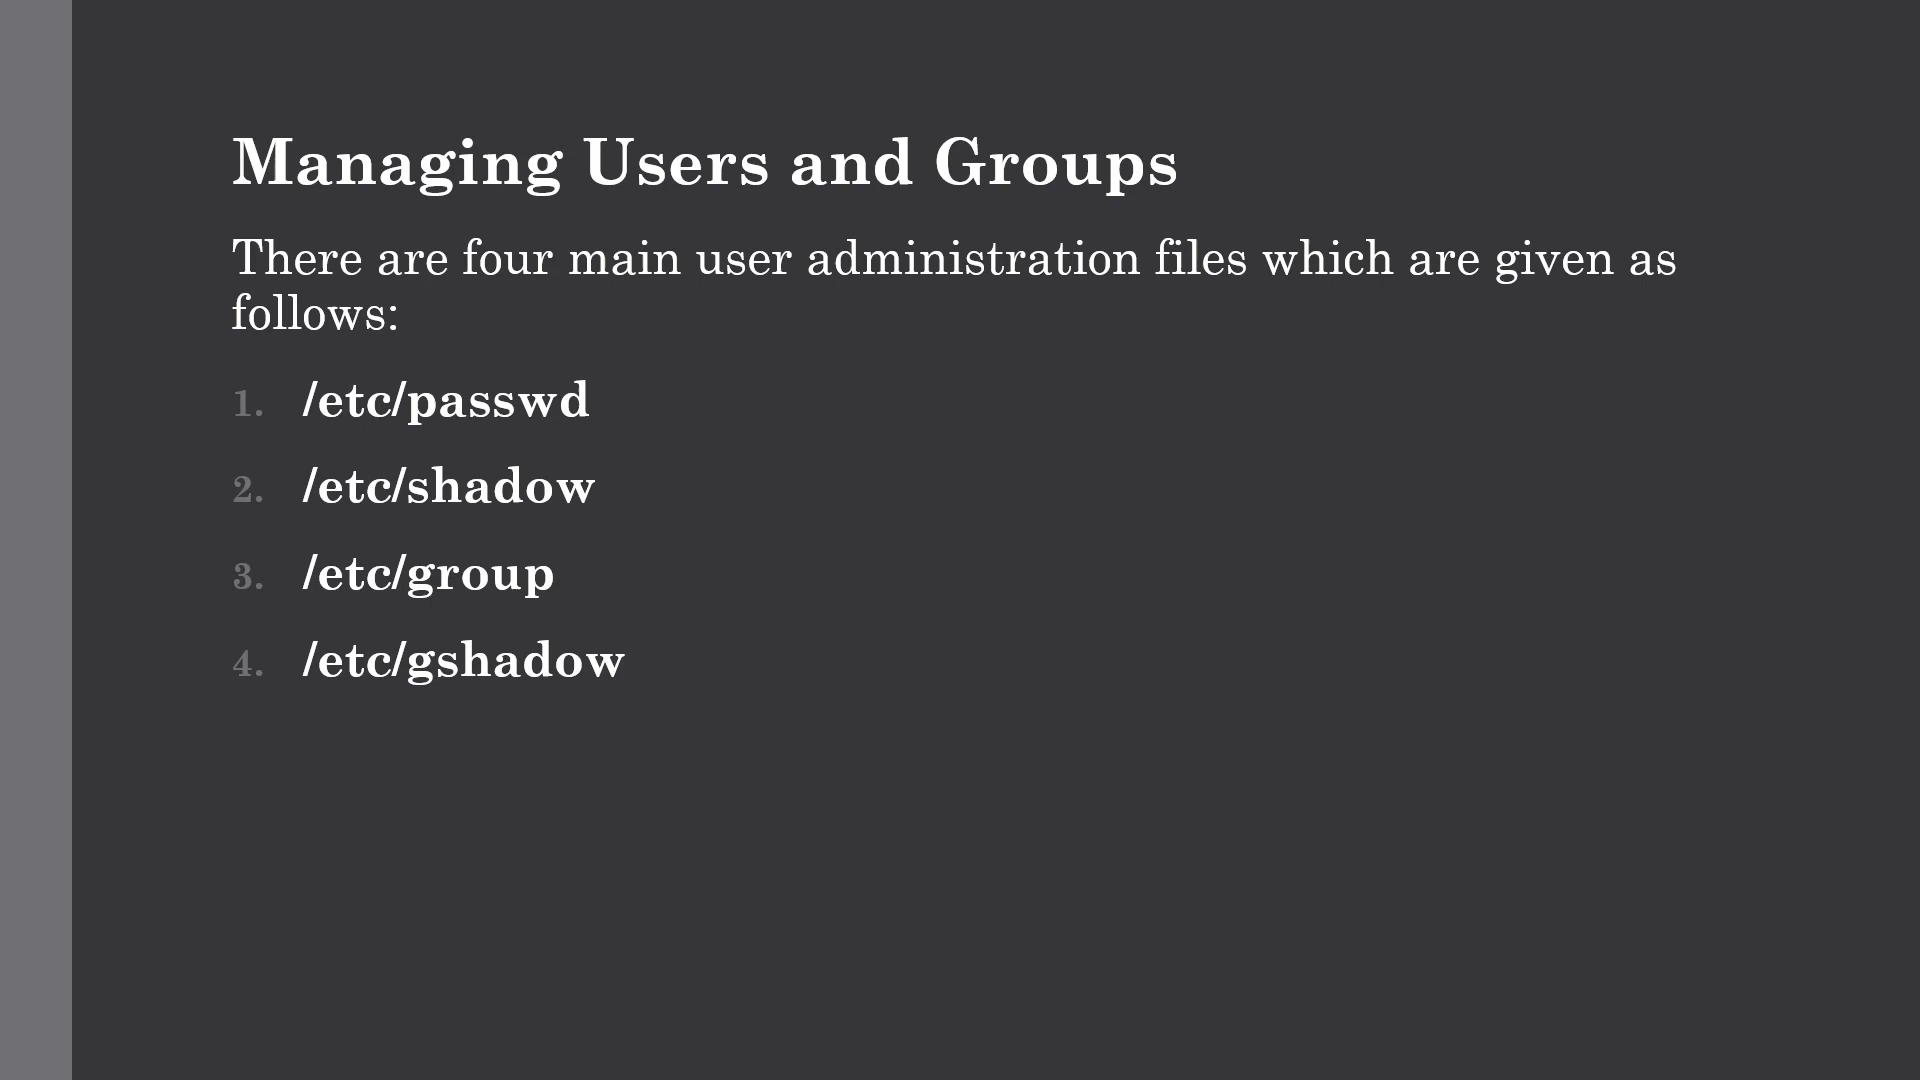 Managing Users and Groups
There are four main user administration files which are given as
follows:
1. /etc/passwd
2. /etc/shadow
3. /etc/group
4. /etc/gshadow